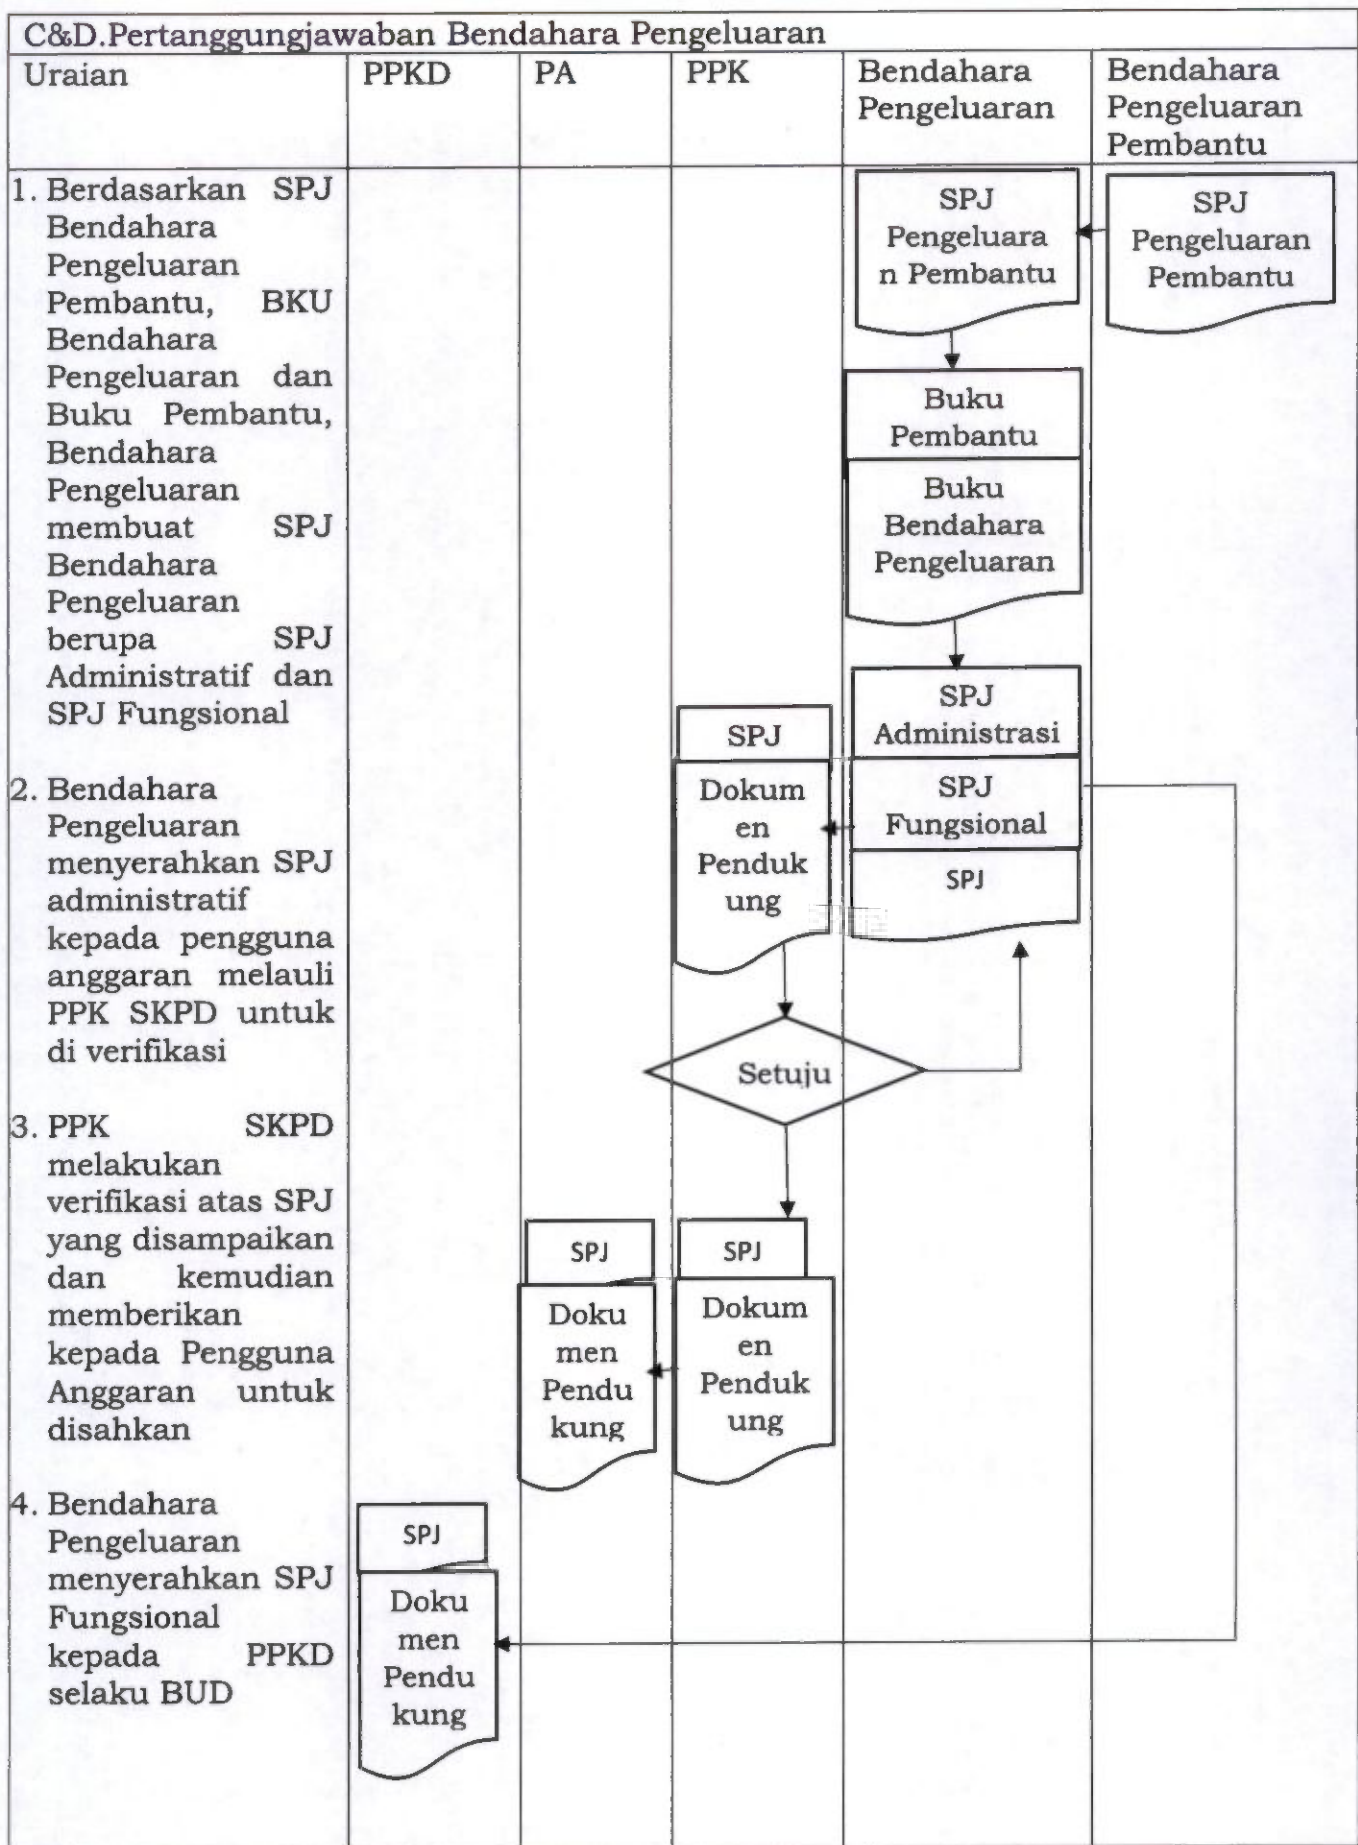 C&D.Pertanggungjawaban Bendahara Pengeluaran
Uraian
PPKD
PA
PPK
Bendahara
Pengeluaran
Bendahara
Pengeluaran
Pembantu
1. Berdasarkan SPJ
Bendahara
Pengeluaran
Pembantu, BKU
Bendahara
Pengeluaran dan
Buku Pembantu,
Bendahara
Pengeluaran
membuat SPJ
Bendahara
Pengeluaran
berupa SPJ
Administratif dan
SPJ Fungsional
2. Bendahara
Pengeluaran
menyerahkan SPJ
administratif
kepada pengguna
anggaran melauli
PPK SKPD untuk
di verifikasi
3. PPK SKPD
melakukan
verifikasi atas SPJ
yang disampaikan
dan kemudian
memberikan
kepada Pengguna
Anggaran untuk
disahkan
4. Bendahara
Pengeluaran
menyerahkan SPJ
Fungsional
kepada PPKD
selaku BUD
SPJ
Pengeluara
n Pembantu
SPJ
Pengeluaran
Pembantu
Buku
Pembantu
Buku
Bendahara
Pengeluaran
SPJ
Administrasi
SPJ
Fungsional
SPJ
SPJ
Dokum
en
Penduk
ung
Setuju
SPJ
Doku
men
Pendu
kung
SPJ
Dokum
en
Penduk
ung
SPJ
Doku
men
Pendu
kung